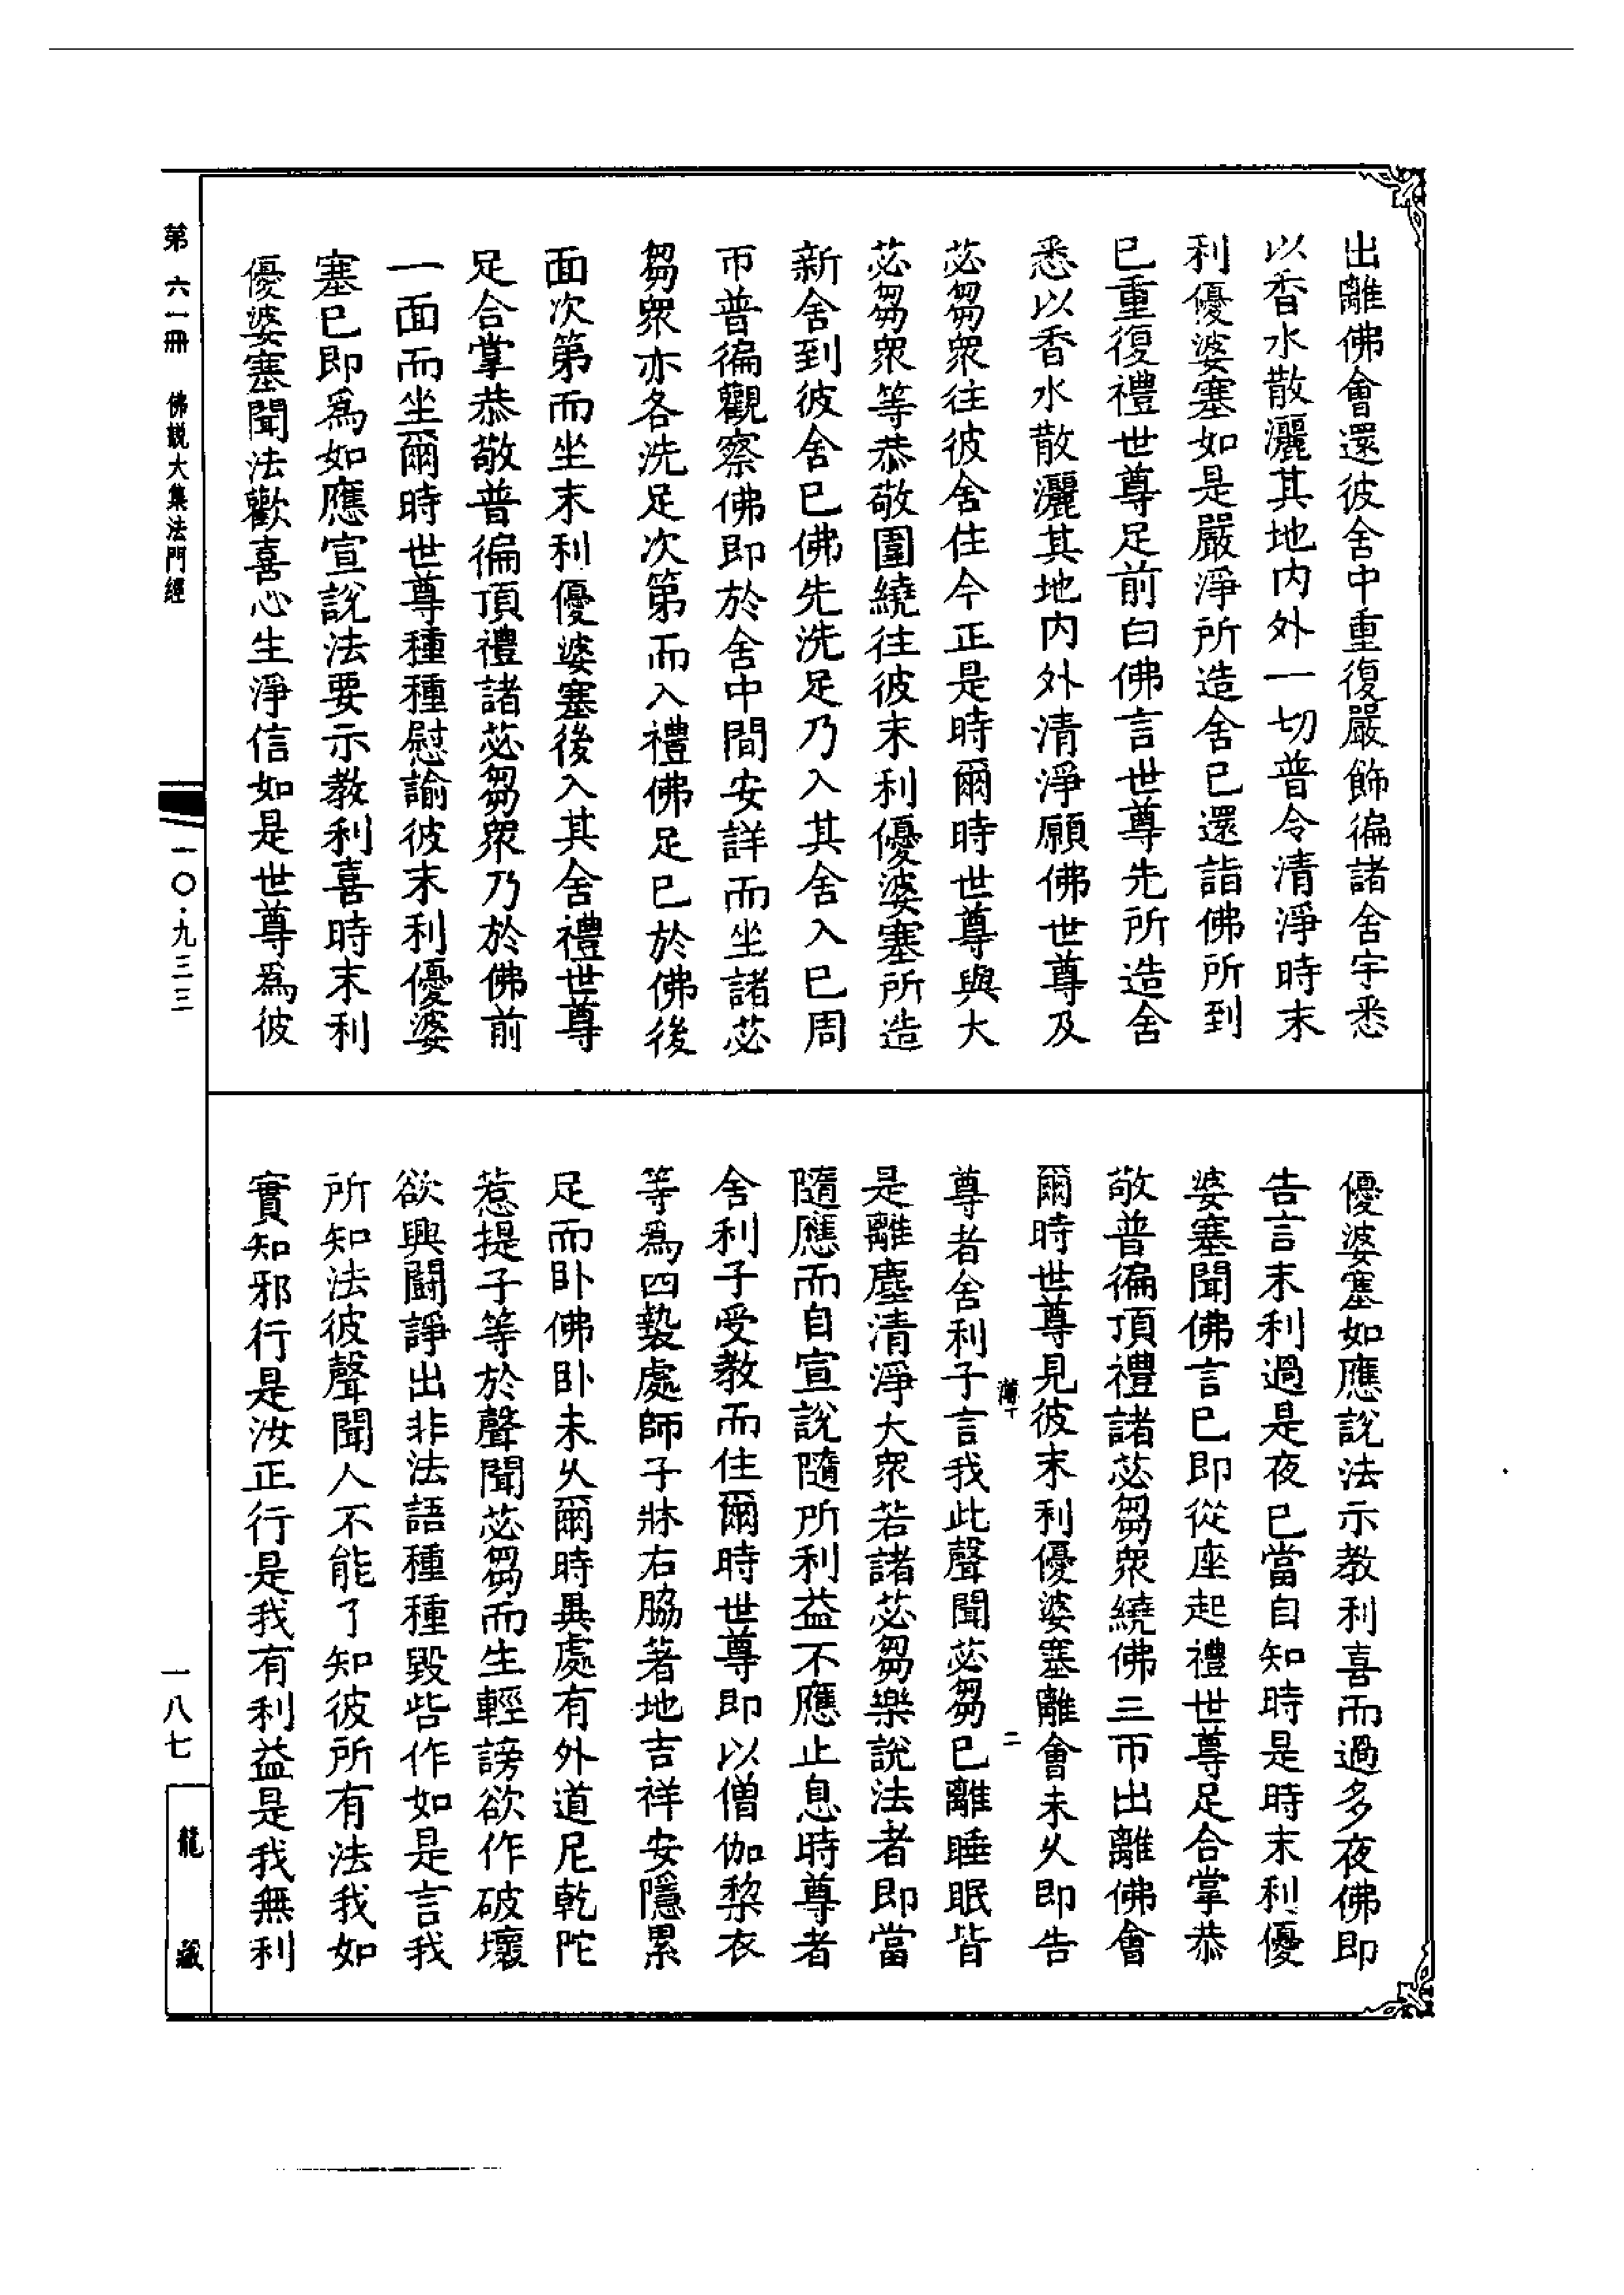 出離佛會還彼舍中重復嚴飾徧諸舍宇悉
以香水散灑其地内外一切普令清淨時末
利優婆塞如是嚴淨所造舍已還詣佛所到
已重復禮世尊足前白佛言世尊先所造舍
悉以香水散灑其地内外清淨願佛世尊及
苾芻衆往彼舍住今正是時爾時世尊與大
苾芻衆等恭敬圍繞往彼末利優婆塞所造
新舍到彼舍已佛先洗足乃入其舍入已周
帀普徧觀察佛即於舍中間安詳而坐諸苾
芻衆亦各洗足次第而入禮佛足已於佛後
面次第而坐末利優婆塞後入其舍禮世尊
足合掌恭敬普徧頂禮諸苾芻衆乃於佛前
一面而坐爾時世尊種種慰諭彼末利優婆
塞已即爲如應宣說法要示教利喜時末利
優婆塞聞法歡喜心生淨信如是世尊爲彼
優婆塞如應說法示教利喜而過多夜佛即
告言末利過是夜已當自知時是時末利優
婆塞聞佛言已即從座起禮世尊足合掌恭
敬普徧頂禮諸苾芻衆繞佛三帀出離佛會
爾時世尊見彼末利優婆塞離會未久即告
薄十 二
尊者舍利子言我此聲聞苾芻已離睡眠皆
是離塵清淨大衆若諸苾芻樂說法者即當
隨應而自宣說隨所利益不應止息時尊者
舍利子受教而住爾時世尊即以僧伽棃衣
等爲四㲲處師子牀右脇著地吉祥安隱累
足而卧佛卧未久爾時異處有外道尼乾陀
惹提子等於聲聞苾芻而生輕謗欲作破壞
欲興鬭諍出非法語種種毀呰作如是言我
所知法彼聲聞人不能了知彼所有法我如
實知邪行是汝正行是我有利益是我無利
第六一冊 佛説大集法門經
一〇·九三三
一八七
龍藏